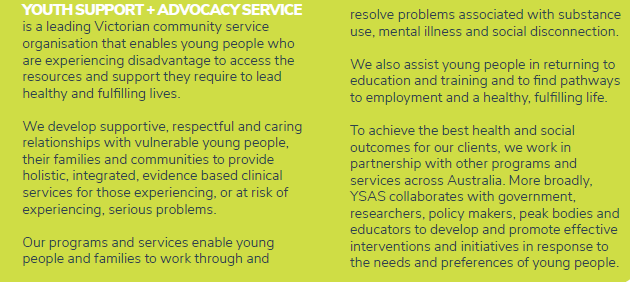 YOUTH SUPPORT + ADVOCACY SERVICE
is a leading Victorian community service
organisation that enables young people who
are experiencing disadvantage to access the
resources and support they require to lead
healthy and fulfilling lives.
We develop supportive, respectful and caring
relationships with vulnerable young people,
their families and communities to provide
holistic, integrated, evidence based clinical
services for those experiencing, or at risk of
experiencing, serious problems.
Our programs and services enable young
people and families to work through and
resolve problems associated with substance
use, mental illness and social disconnection.
We also assist young people in returning to
education and training and to find pathways
to employment and a healthy, fulfilling life.
To achieve the best health and social
outcomes for our clients, we work in
partnership with other programs and
services across Australia. More broadly,
YSAS collaborates with government,
researchers, policy makers, peak bodies and
educators to develop and promote effective
interventions and initiatives in response to
the needs and preferences of young people.